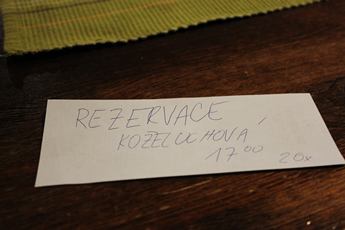 REZERVACE
KOŽELUHOVÁ
17⁰⁰
20x